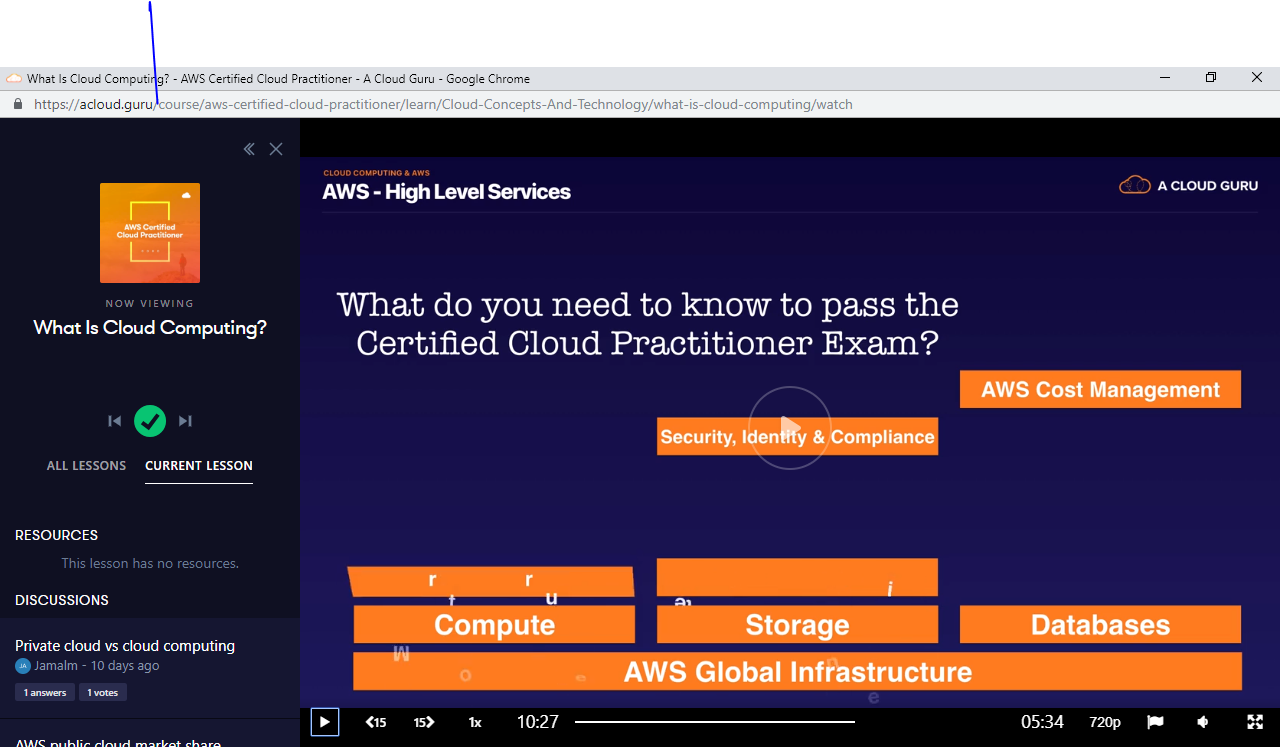 What Is Cloud Computing? - AWS Certified Cloud Practitioner - A Cloud Guru - Google Chrome
https://acloud.guru/course/aws-certified-cloud-practitioner/learn/Cloud-Concepts-And-Technology/what-is-cloud-computing/watch
AWS Certified
Cloud Practitioner
NOW VIEWING
What Is Cloud Computing?
ALL LESSONS CURRENT LESSON
RESOURCES
This lesson has no resources.
DISCUSSIONS
Private cloud vs cloud computing
JA Jamalm - 10 days ago
1 answers 1 votes
AWS public cloud market share
CLOUD COMPUTING & AWS
AWS - High Level Services
A CLOUD GURU
What do you need to know to pass the
Certified Cloud Practitioner Exam?
AWS Cost Management
Security, Identity & Compliance
Compute Storage Databases
AWS Global Infrastructure
15 15 1x 10:27 05:34 720p